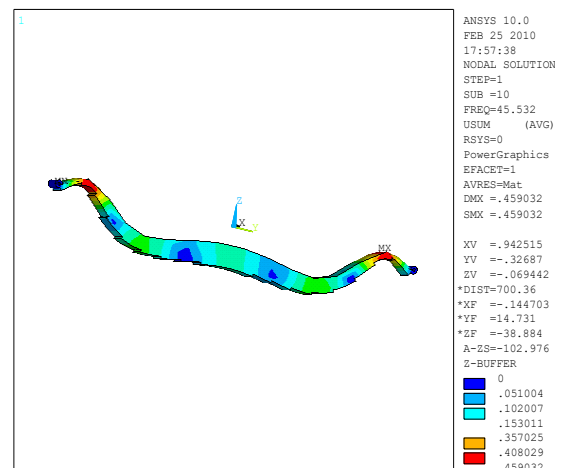 1
MN
Z
X
Y
MX
ANSYS 10.0
FEB 25 2010
17:57:38
NODAL SOLUTION
STEP=1
SUB =10
FREQ=45.532
USUM (AVG)
RSYS=0
PowerGraphics
EFACET=1
AVRES=Mat
DMX =.459032
SMX =.459032
XV =.942515
YV =-.32687
ZV =-.069442
*DIST=700.36
*XF =-.144703
*YF =14.731
*ZF =-38.884
A-ZS=-102.976
Z-BUFFER
0
.051004
.102007
.153011
.357025
.408029
.459032